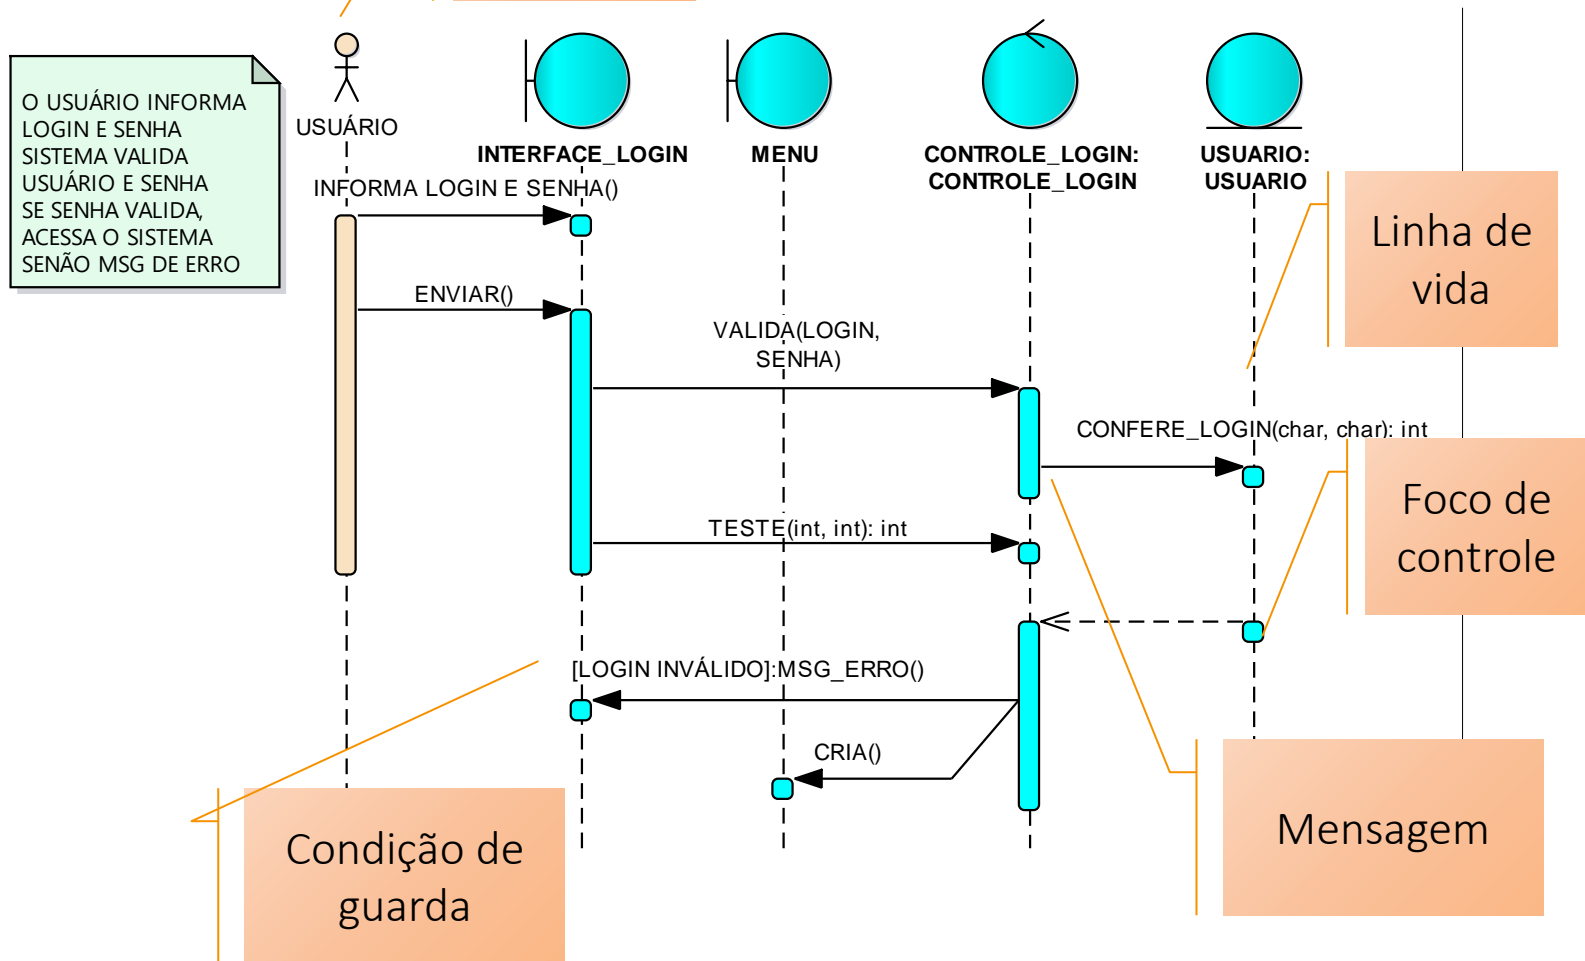 O USUÁRIO INFORMA
LOGIN E SENHA
SISTEMA VALIDA
USUÁRIO E SENHA
SE SENHA VALIDA,
ACESSA O SISTEMA
SENÃO MSG DE ERRO
USUÁRIO
INTERFACE_LOGIN
MENU
CONTROLE_LOGIN:
CONTROLE_LOGIN
USUARIO:
USUARIO
INFORMA LOGIN E SENHA()
Linha de
vida
ENVIAR()
VALIDA(LOGIN,
SENHA)
CONFERE_LOGIN(char, char): int
Foco de
controle
TESTE(int, int): int
[LOGIN INVÁLIDO]:MSG_ERRO()
CRIA()
Mensagem
Condição de
guarda